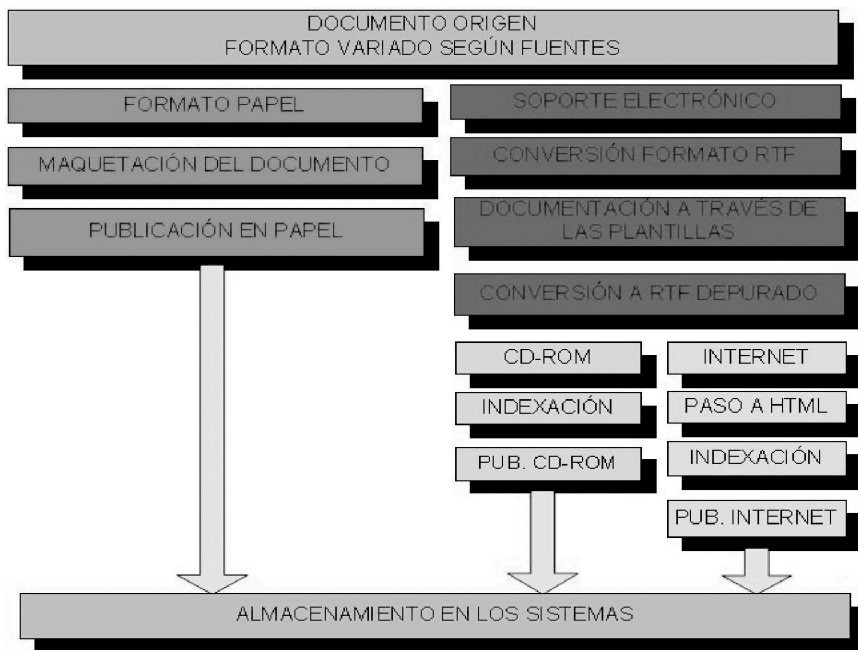 DOCUMENTO ORIGEN
FORMATO VARIADO SEGÚN FUENTES
FORMATO PAPEL
MAQUETACIÓN DEL DOCUMENTO
PUBLICACIÓN EN PAPEL
SOPORTE ELECTRÓNICO
CONVERSIÓN FORMATO RTF
DOCUMENTACIÓN A TRAVÉS DE
LAS PLANTILLAS
CONVERSIÓN A RTF DEPURADO
CD-ROM
INDEXACIÓN
PUB. CD-ROM
INTERNET
PASO A HTML
INDEXACIÓN
PUB. INTERNET
ALMACENAMIENTO EN LOS SISTEMAS